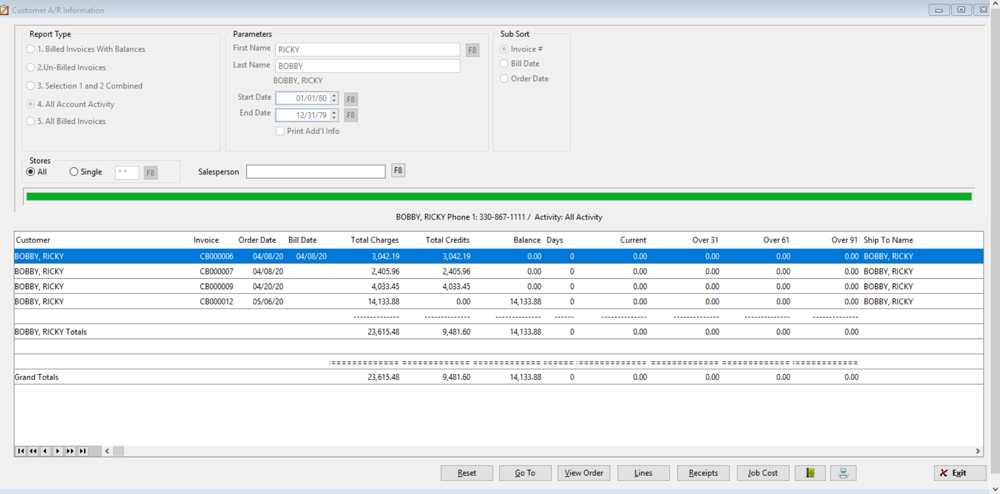 Customer A/R Information
Report Type
1. Billed Invoices With Balances
2.Un-Billed Invoices
3. Selection 1 and 2 Combined
4. All Account Activity
5. All Billed Invoices
Parameters
First Name RICKY F8
Last Name BOBBY
BOBBY, RICKY
Start Date 01/01/80 F8
End Date 12/31/79 F8
Print Add'l Info
Sub Sort
Invoice #
Bill Date
Order Date
Stores
All Single " " F8 Salesperson F8
BOBBY, RICKY Phone 1: 330-867-1111 / Activity: All Activity
Customer Invoice Order Date Bill Date Total Charges Total Credits Balance Days Current Over 31 Over 61 Over 91 Ship To Name
BOBBY, RICKY CB000006 04/08/20 04/08/20 3,042.19 3,042.19 0.00 0 0.00 0.00 0.00 0.00 BOBBY, RICKY
BOBBY, RICKY CB000007 04/08/20 2,405.96 2,405.96 0.00 0 0.00 0.00 0.00 0.00 BOBBY, RICKY
BOBBY, RICKY CB000009 04/20/20 4,033.45 4,033.45 0.00 0 0.00 0.00 0.00 0.00 BOBBY, RICKY
BOBBY, RICKY CB000012 05/06/20 14,133.88 0.00 14,133.88 0 0.00 0.00 0.00 0.00 BOBBY, RICKY
------------- ------------- ------------- ------ ------------- ------------- ------------- -------------
BOBBY, RICKY Totals 23,615.48 9,481.60 14,133.88 0 0.00 0.00 0.00 0.00
============= ============= ============= ====== ============= ============= ============= =============
Grand Totals 23,615.48 9,481.60 14,133.88 0 0.00 0.00 0.00 0.00
Reset Go To View Order Lines Receipts Job Cost Exit